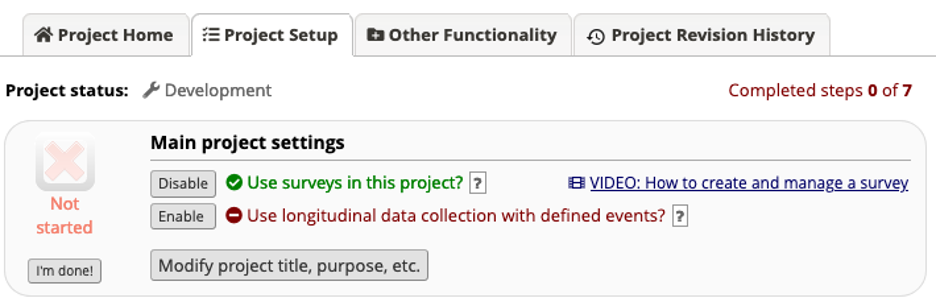 Project Home Project Setup Other Functionality Project Revision History
Project status: Development Completed steps 0 of 7
Main project settings
Disable Use surveys in this project? ? VIDEO: How to create and manage a survey
Not started
Enable Use longitudinal data collection with defined events? ?
I'm done!
Modify project title, purpose, etc.